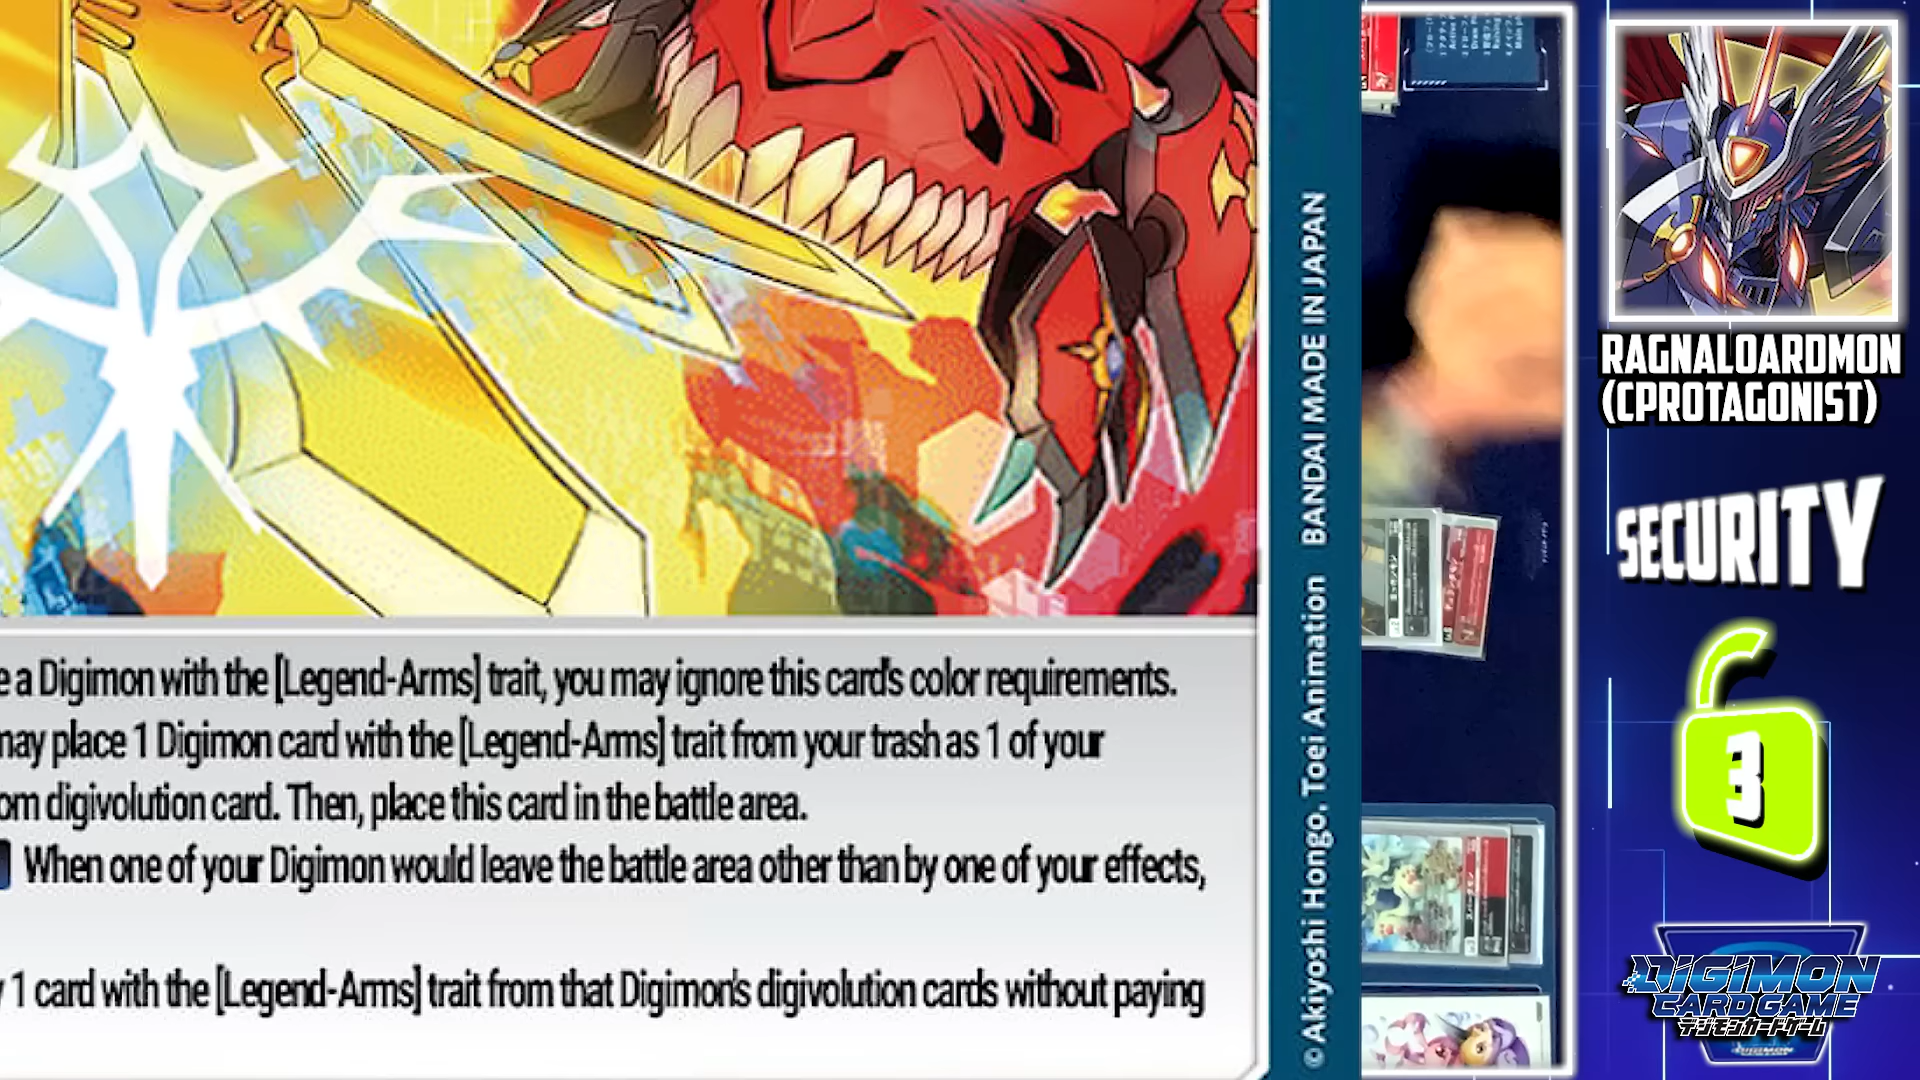 e a Digimon with the [Legend-Arms] trait, you may ignore this card's color requirements.
may place 1 Digimon card with the [Legend-Arms] trait from your trash as 1 of your
om digivolution card. Then, place this card in the battle area.
When one of your Digimon would leave the battle area other than by one of your effects,
y 1 card with the [Legend-Arms] trait from that Digimon's digivolution cards without paying
©Akiyoshi Hongo. Toei Animation BANDAI MADE IN JAPAN
RAGNALOARDMON
(CPROTAGONIST)
SECURITY
3
DIGIMON
CARD GAME
デジモンカードゲーム